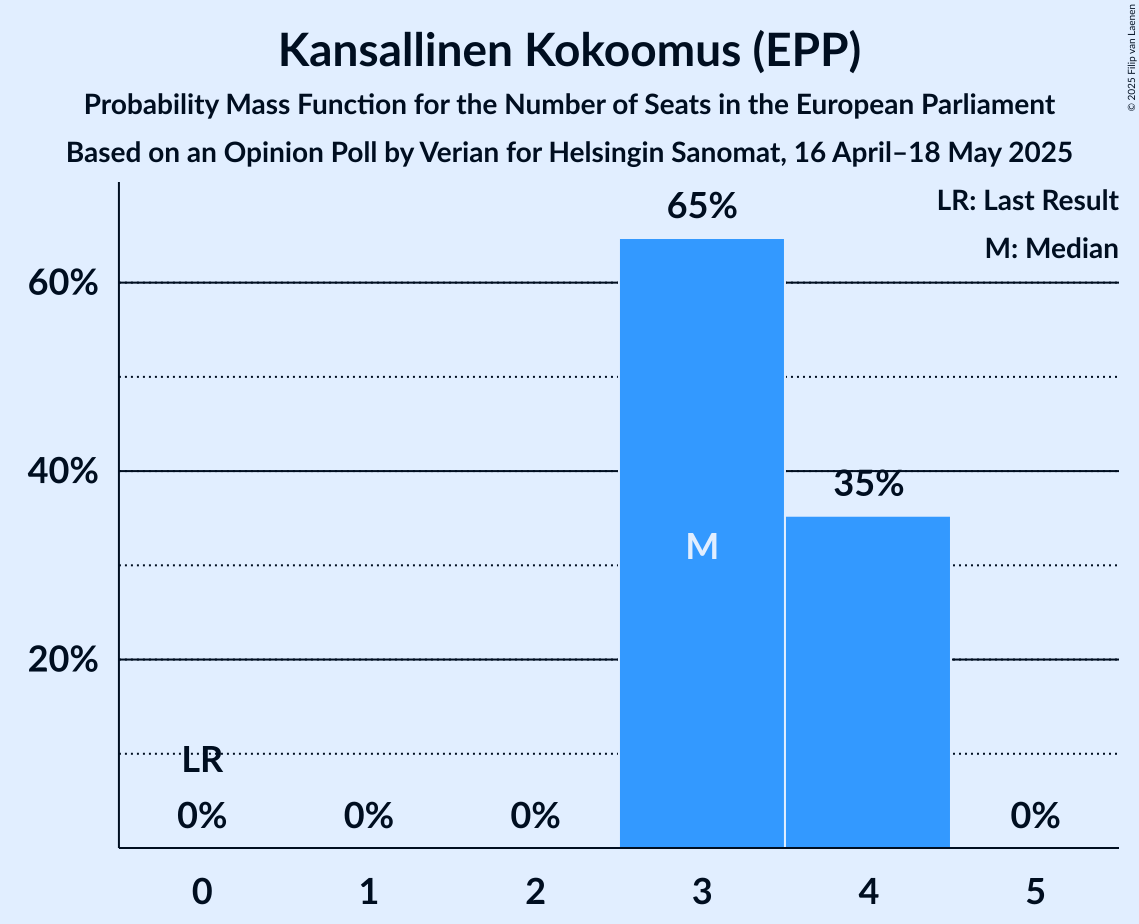 Kansallinen Kokoomus (EPP)
Probability Mass Function for the Number of Seats in the European Parliament
Based on an Opinion Poll by Verian for Helsingin Sanomat, 16 April–18 May 2025
© 2025 Filip van Laenen
LR: Last Result
M: Median
65%
60%
40%
35%
M
20%
LR
0% 0% 0% 0%
0 1 2 3 4 5